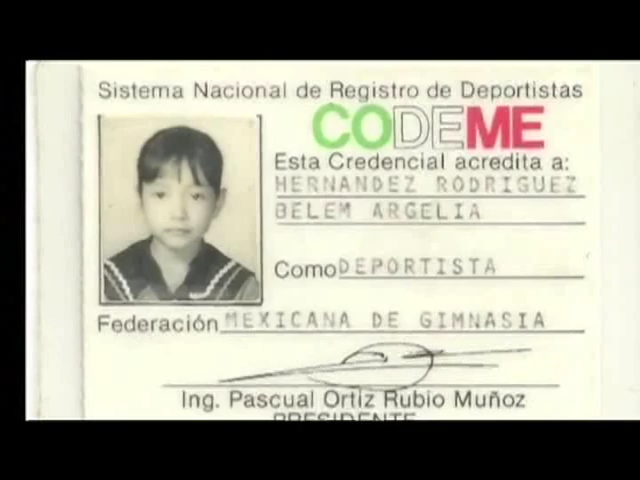 Sistema Nacional de Registro de Deportistas
CODEME
Esta Credencial acredita a:
HERNANDEZ RODRIGUEZ
BELEM ARGELIA
Como DEPORTISTA
Federación MEXICANA DE GIMNASIA
Ing. Pascual Ortiz Rubio Muñoz
PRESIDENTE